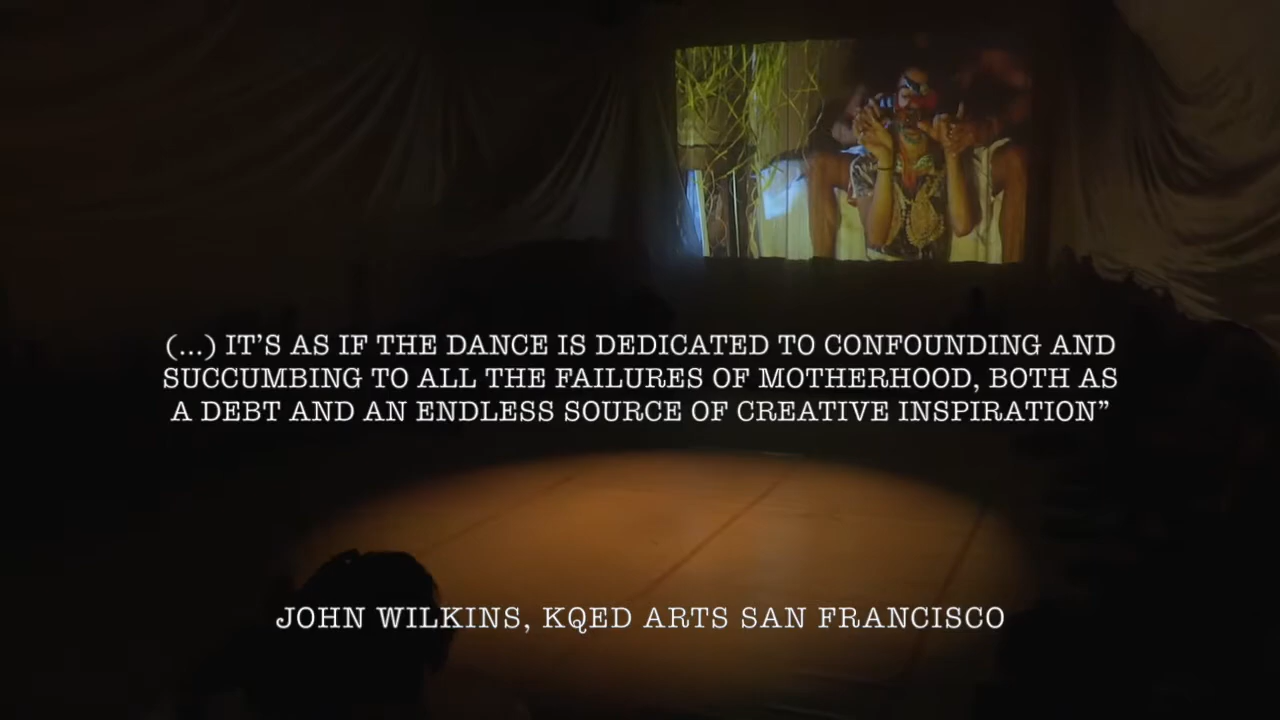 (...) IT’S AS IF THE DANCE IS DEDICATED TO CONFOUNDING AND
SUCCUMBING TO ALL THE FAILURES OF MOTHERHOOD, BOTH AS
A DEBT AND AN ENDLESS SOURCE OF CREATIVE INSPIRATION”
JOHN WILKINS, KQED ARTS SAN FRANCISCO